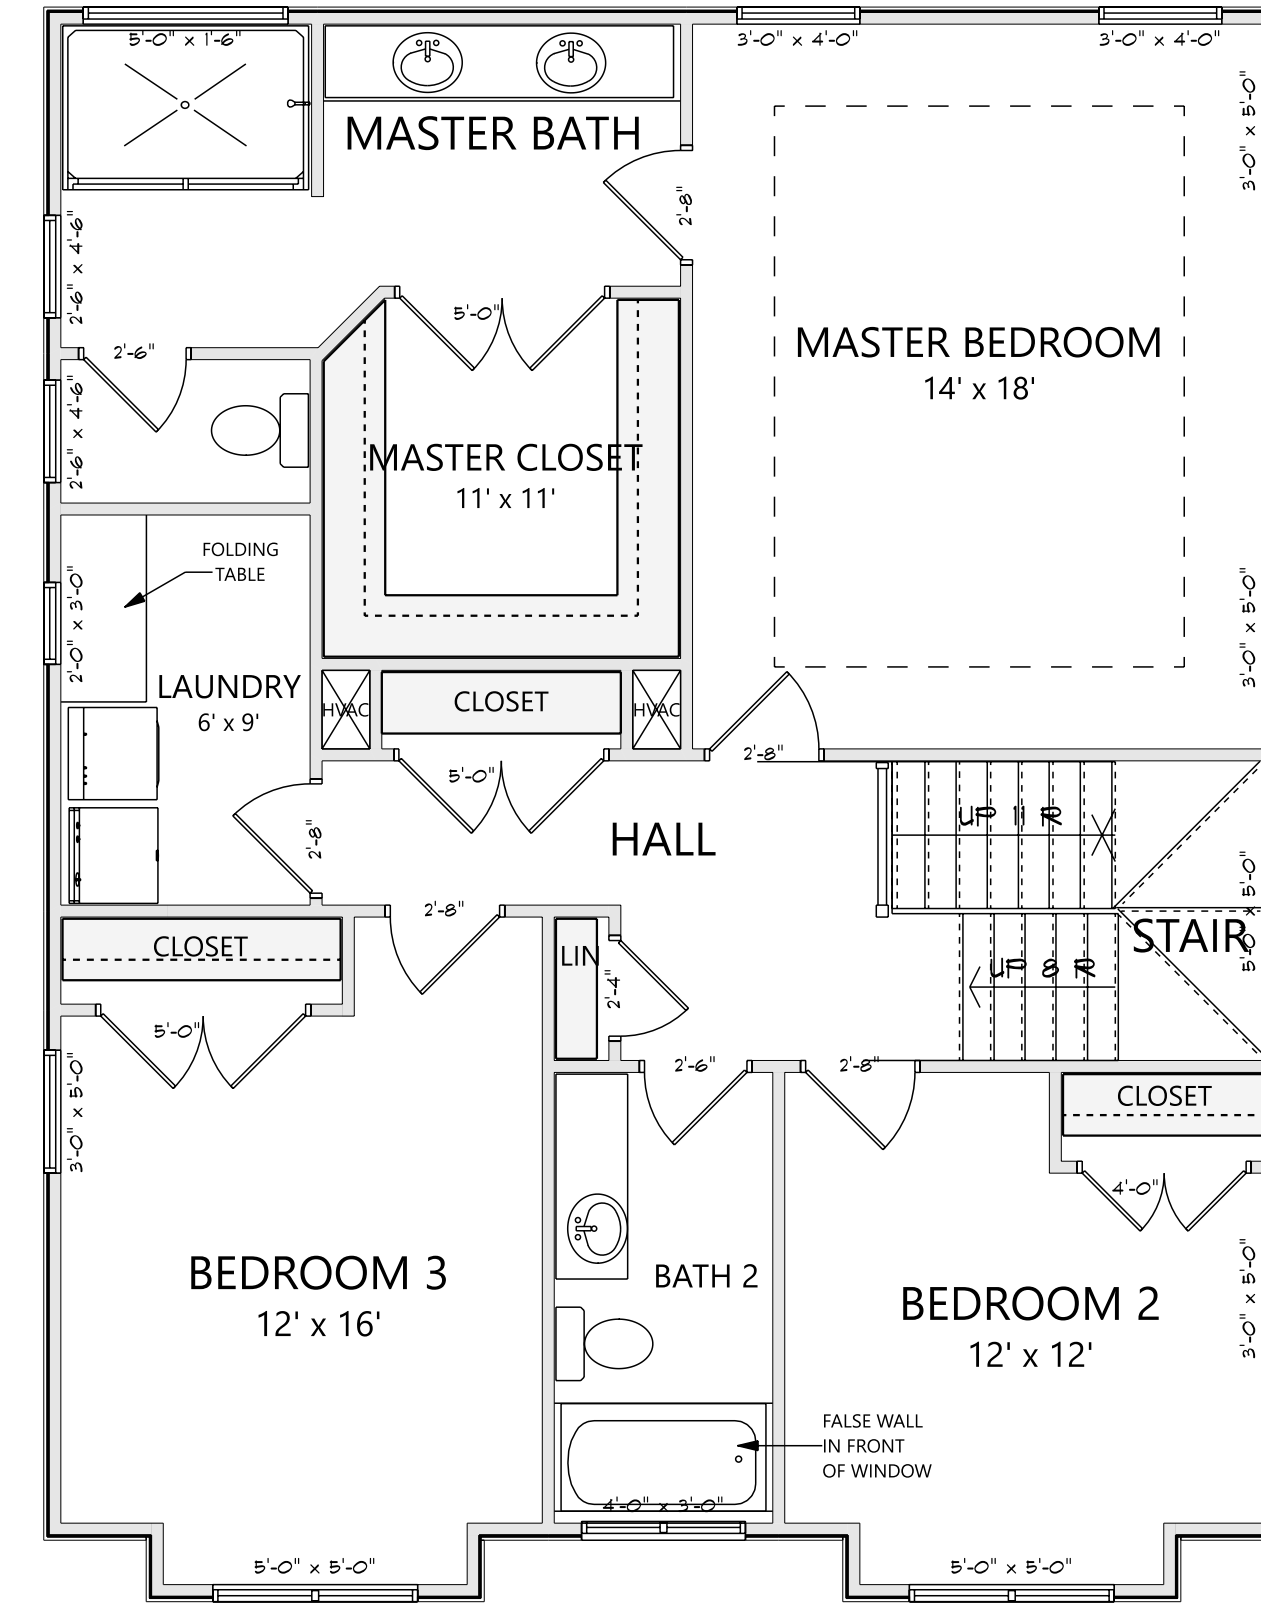 5'-0" x 1'-6"
3'-0" x 4'-0"
3'-0" x 4'-0"
3'-0" x 5'-0"
MASTER BATH
2'-8"
2'-6" x 4'-6"
5'-0"
2'-6"
MASTER BEDROOM
14' x 18'
2'-6" x 4'-6"
MASTER CLOSET
11' x 11'
FOLDING
TABLE
2'-0" x 3'-0"
3'-0" x 5'-0"
LAUNDRY
6' x 9'
HVAC
CLOSET
HVAC
2'-8"
5'-0"
UP 11 R
HALL
2'-8"
2'-8"
CLOSET
LIN
STAIR
5'-0" x 5'-0"
UP 8 R
2'-4"
5'-0"
2'-6"
2'-8"
3'-0" x 5'-0"
CLOSET
4'-0"
BEDROOM 3
12' x 16'
BATH 2
BEDROOM 2
12' x 12'
3'-0" x 5'-0"
FALSE WALL
IN FRONT
OF WINDOW
4'-0" x 3'-0"
5'-0" x 5'-0"
5'-0" x 5'-0"